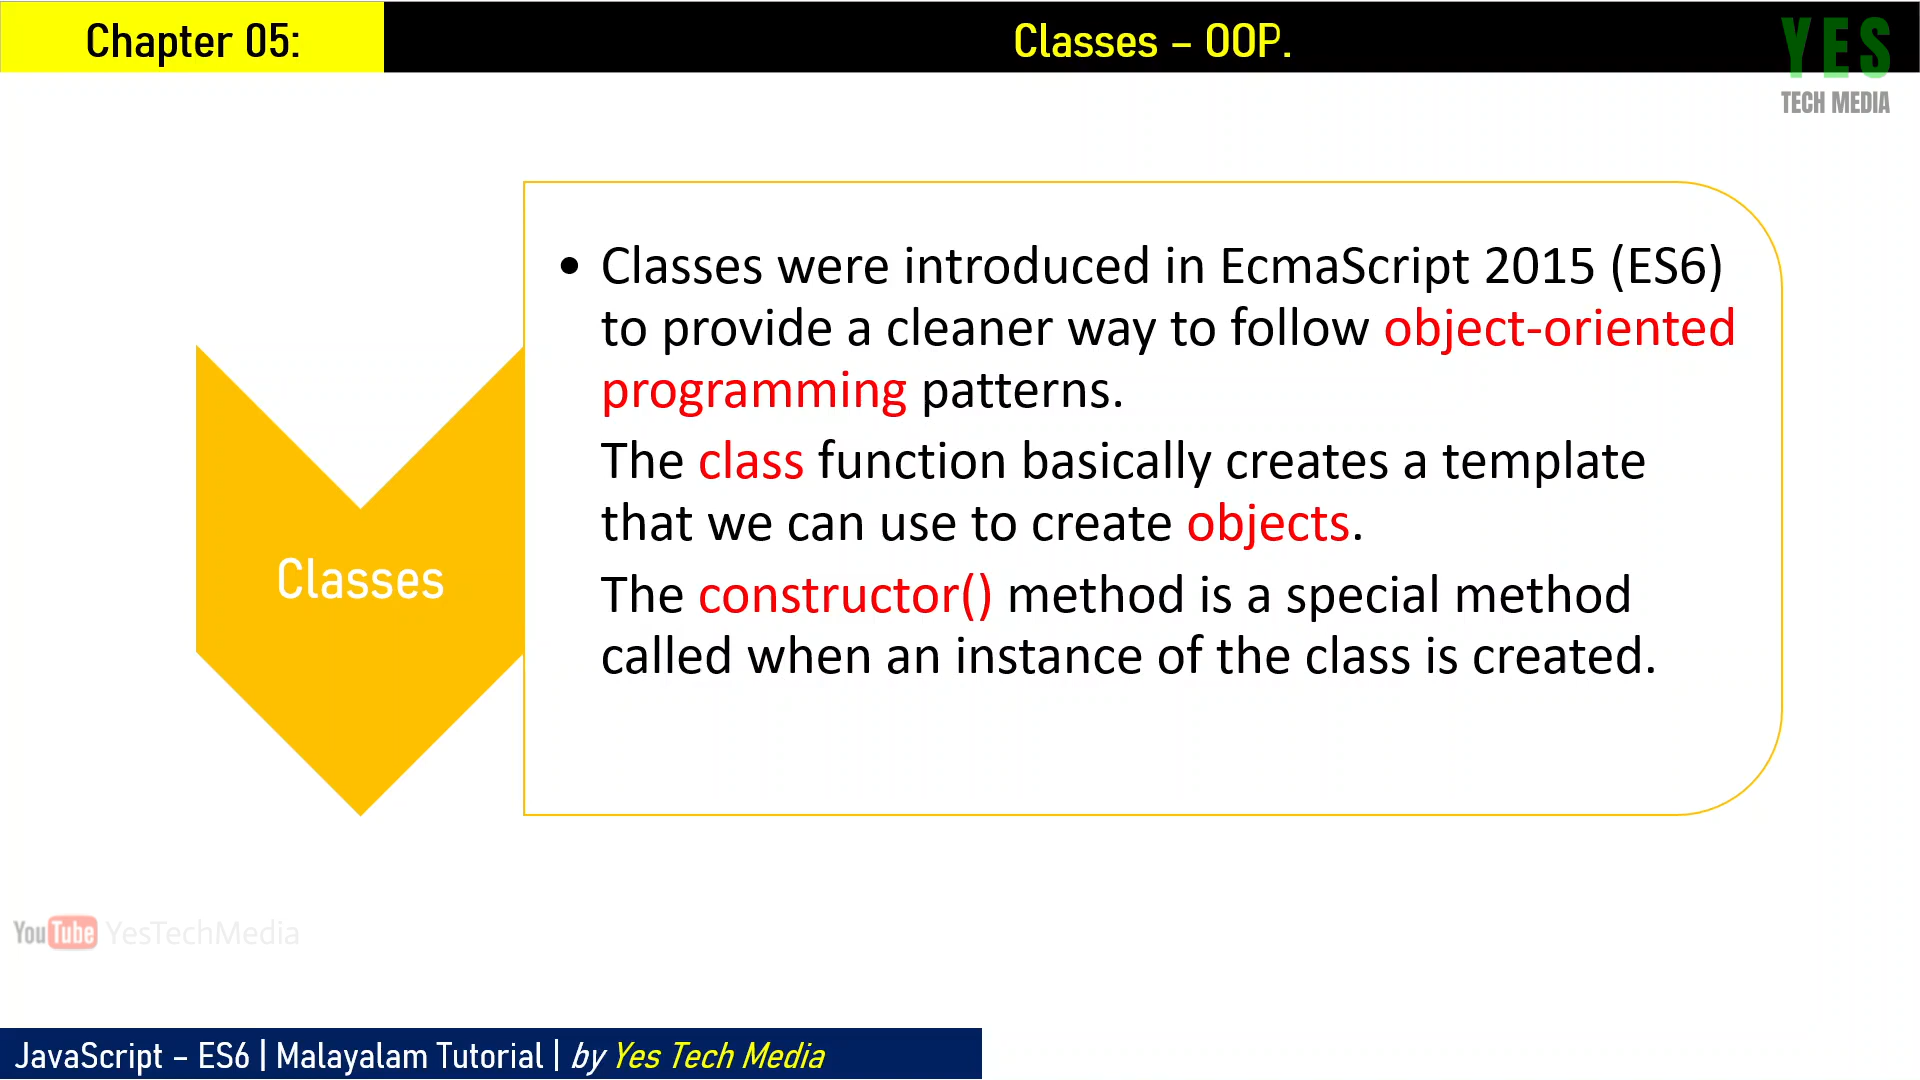 Chapter 05:
Classes – OOP.
YES
TECH MEDIA
• Classes were introduced in EcmaScript 2015 (ES6)
to provide a cleaner way to follow object-oriented
programming patterns.
The class function basically creates a template
that we can use to create objects.
The constructor() method is a special method
called when an instance of the class is created.
Classes
YouTube YesTechMedia
JavaScript – ES6 | Malayalam Tutorial | by Yes Tech Media